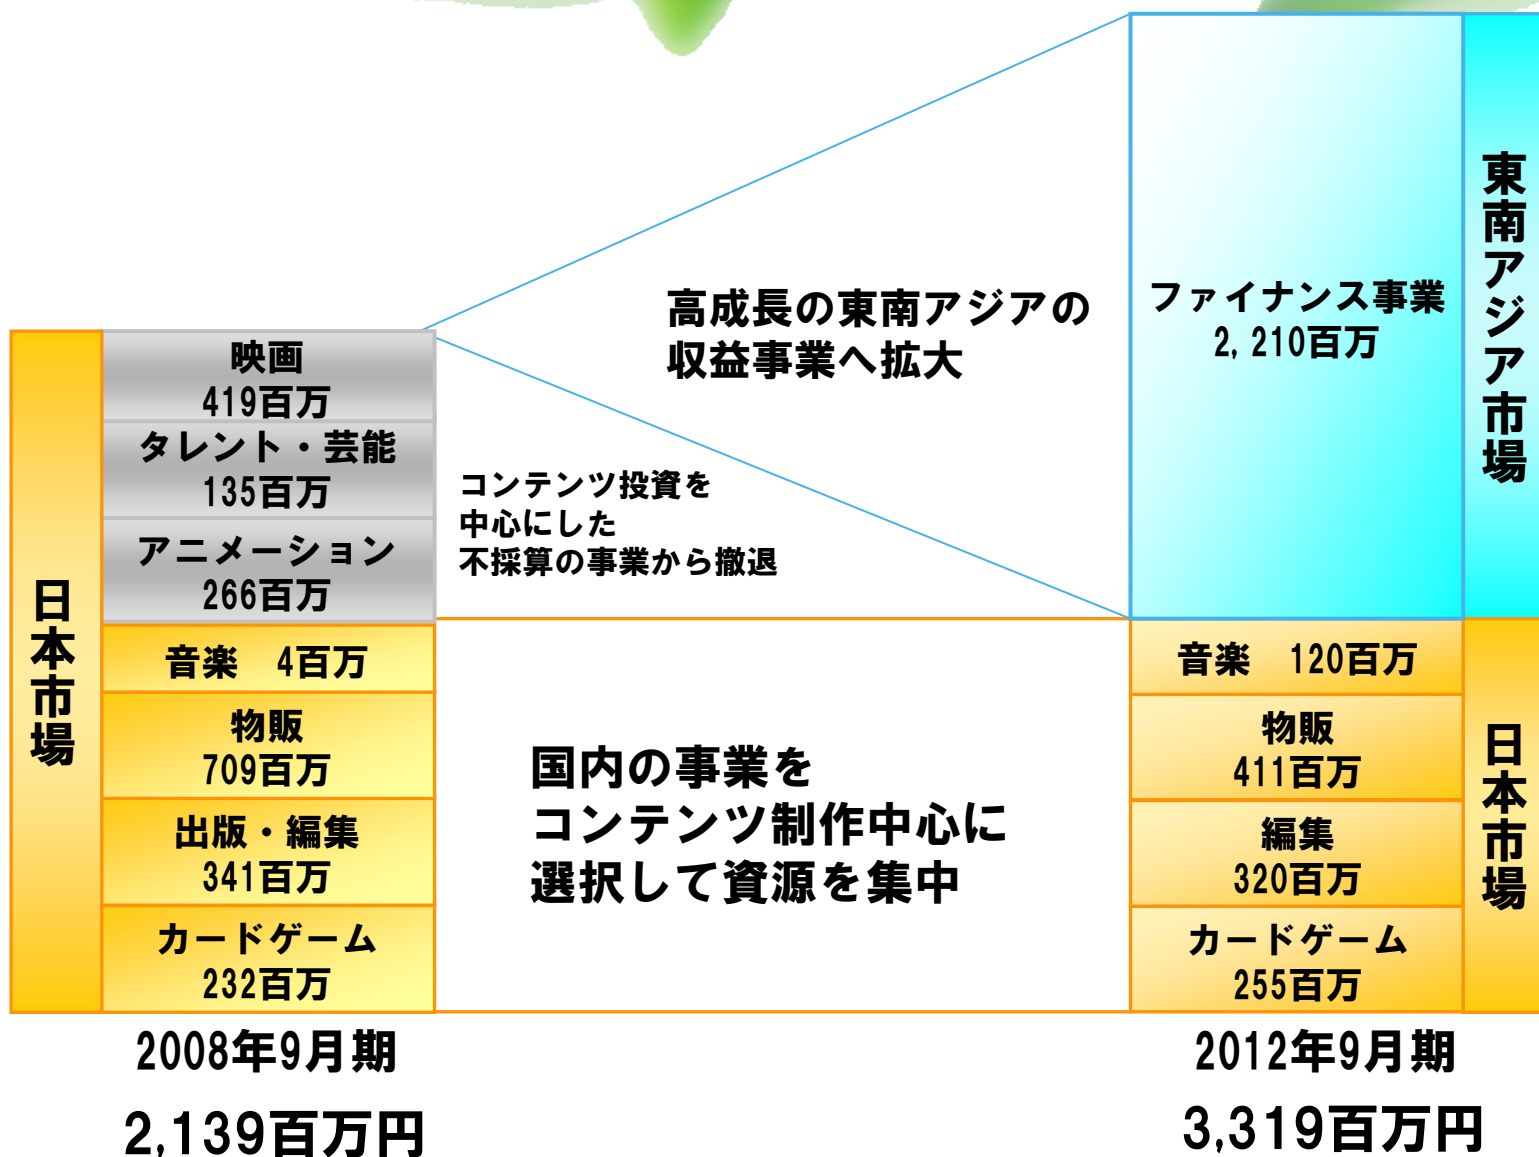 日本市場
映画
419百万
タレント・芸能
135百万
アニメーション
266百万
音楽　4百万
物販
709百万
出版・編集
341百万
カードゲーム
232百万
2008年9月期
2,139百万円
高成長の東南アジアの
収益事業へ拡大
コンテンツ投資を
中心にした
不採算の事業から撤退
国内の事業を
コンテンツ制作中心に
選択して資源を集中
ファイナンス事業
2,210百万
東南アジア市場
音楽　120百万
物販
411百万
編集
320百万
カードゲーム
255百万
日本市場
2012年9月期
3,319百万円